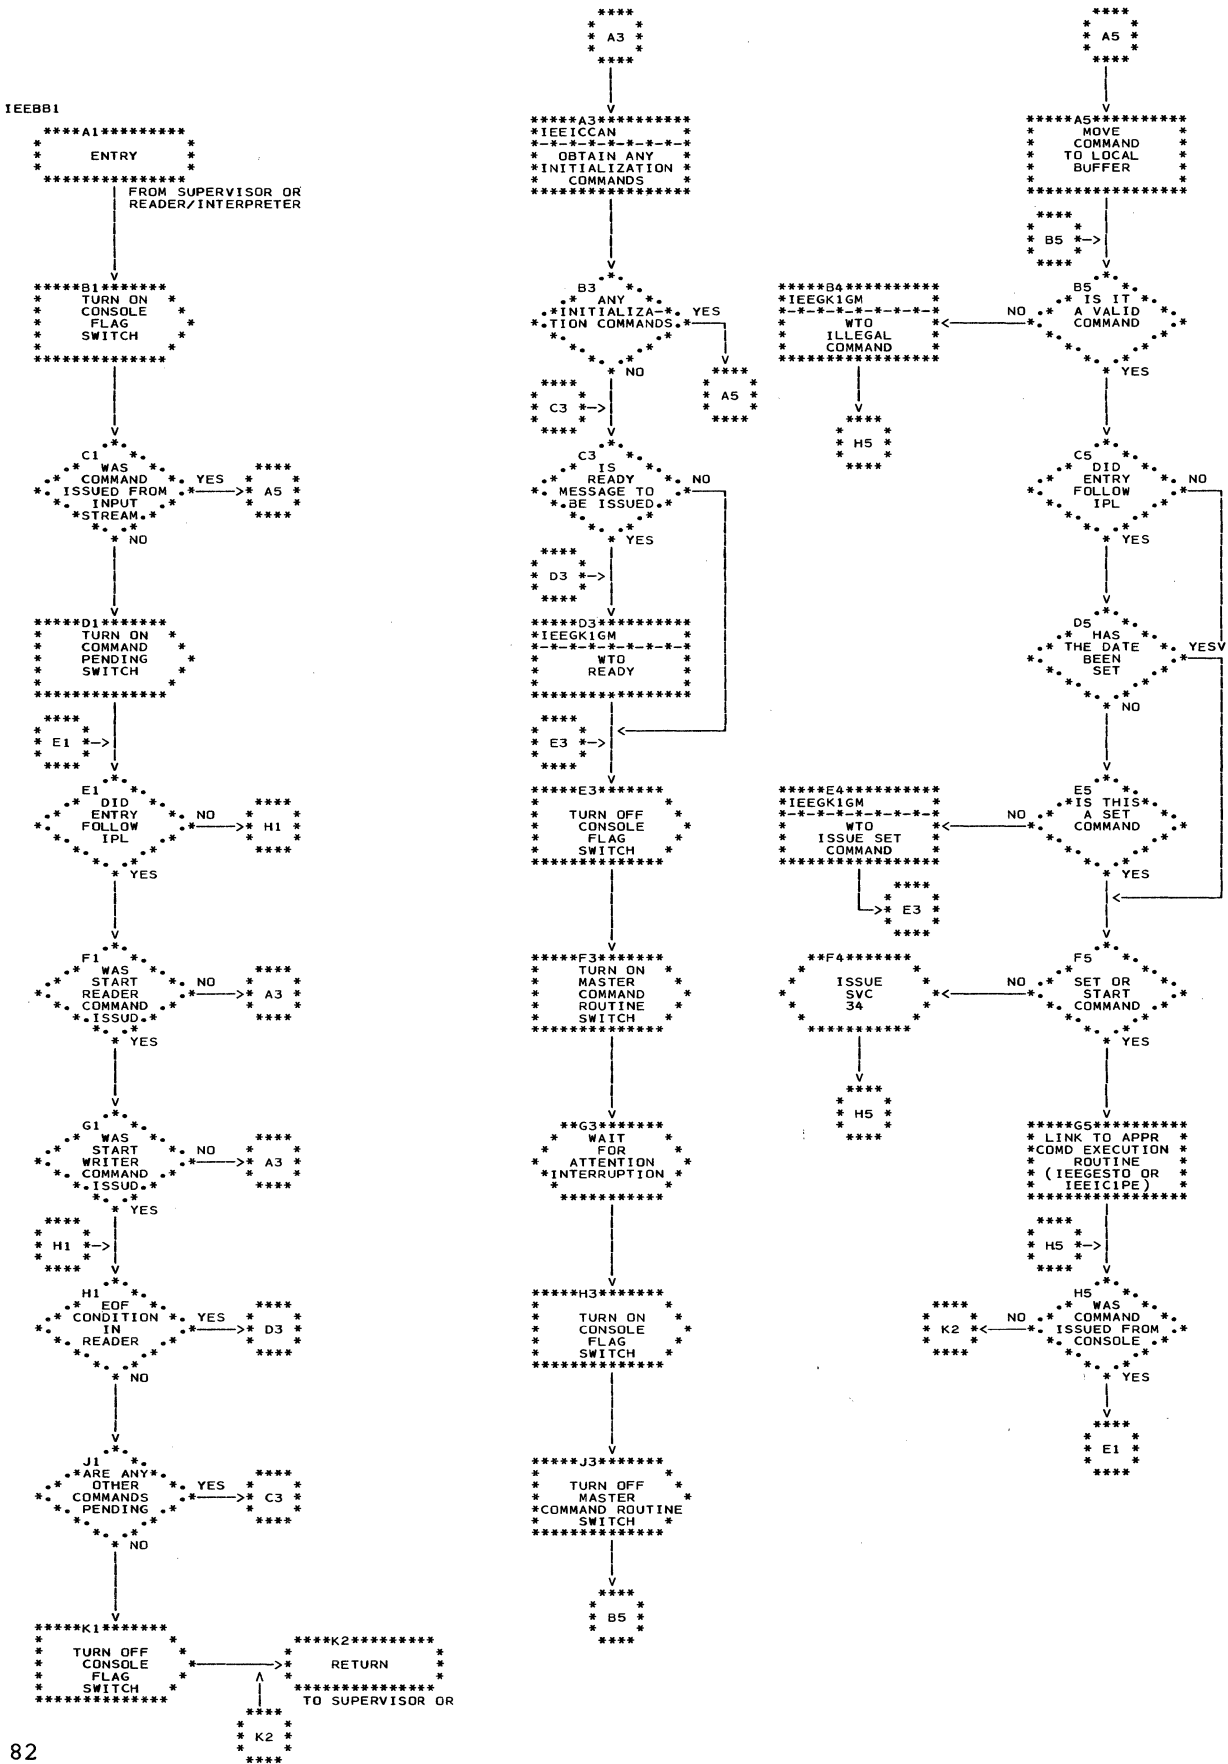 IEEBB1
A1
ENTRY
FROM SUPERVISOR OR
READER/INTERPRETER
B1
TURN ON
CONSOLE
FLAG
SWITCH
C1
WAS
COMMAND
ISSUED FROM
INPUT
STREAM
YES
A5
NO
D1
TURN ON
COMMAND
PENDING
SWITCH
E1
E1
DID
ENTRY
FOLLOW
IPL
NO
H1
YES
F1
WAS
START
READER
COMMAND
ISSUD
NO
A3
YES
G1
WAS
START
WRITER
COMMAND
ISSUD
NO
A3
YES
H1
H1
EOF
CONDITION
IN
READER
YES
D3
NO
J1
ARE ANY
OTHER
COMMANDS
PENDING
YES
C3
NO
K1
TURN OFF
CONSOLE
FLAG
SWITCH
K2
RETURN
TO SUPERVISOR OR
K2
A3
A3
IEEICCAN
OBTAIN ANY
INITIALIZATION
COMMANDS
B3
ANY
INITIALIZA-
TION COMMANDS
YES
A5
NO
C3
C3
IS
READY
MESSAGE TO
BE ISSUED
NO
YES
D3
D3
IEEGK1GM
WTO
READY
E3
E3
TURN OFF
CONSOLE
FLAG
SWITCH
F3
TURN ON
MASTER
COMMAND
ROUTINE
SWITCH
G3
WAIT
FOR
ATTENTION
INTERRUPTION
H3
TURN ON
CONSOLE
FLAG
SWITCH
J3
TURN OFF
MASTER
COMMAND ROUTINE
SWITCH
B5
A5
A5
MOVE
COMMAND
TO LOCAL
BUFFER
B5
B5
IS IT
A VALID
COMMAND
NO
B4
IEEGK1GM
WTO
ILLEGAL
COMMAND
H5
YES
C5
DID
ENTRY
FOLLOW
IPL
NO
YES
D5
HAS
THE DATE
BEEN
SET
YES
NO
E5
IS THIS
A SET
COMMAND
NO
E4
IEEGK1GM
WTO
ISSUE SET
COMMAND
E3
YES
F5
SET OR
START
COMMAND
NO
F4
ISSUE
SVC
34
H5
YES
G5
LINK TO APPR
COMD EXECUTION
ROUTINE
(IEEGESTO OR
IEEIC1PE)
H5
H5
WAS
COMMAND
ISSUED FROM
CONSOLE
NO
K2
YES
E1
82